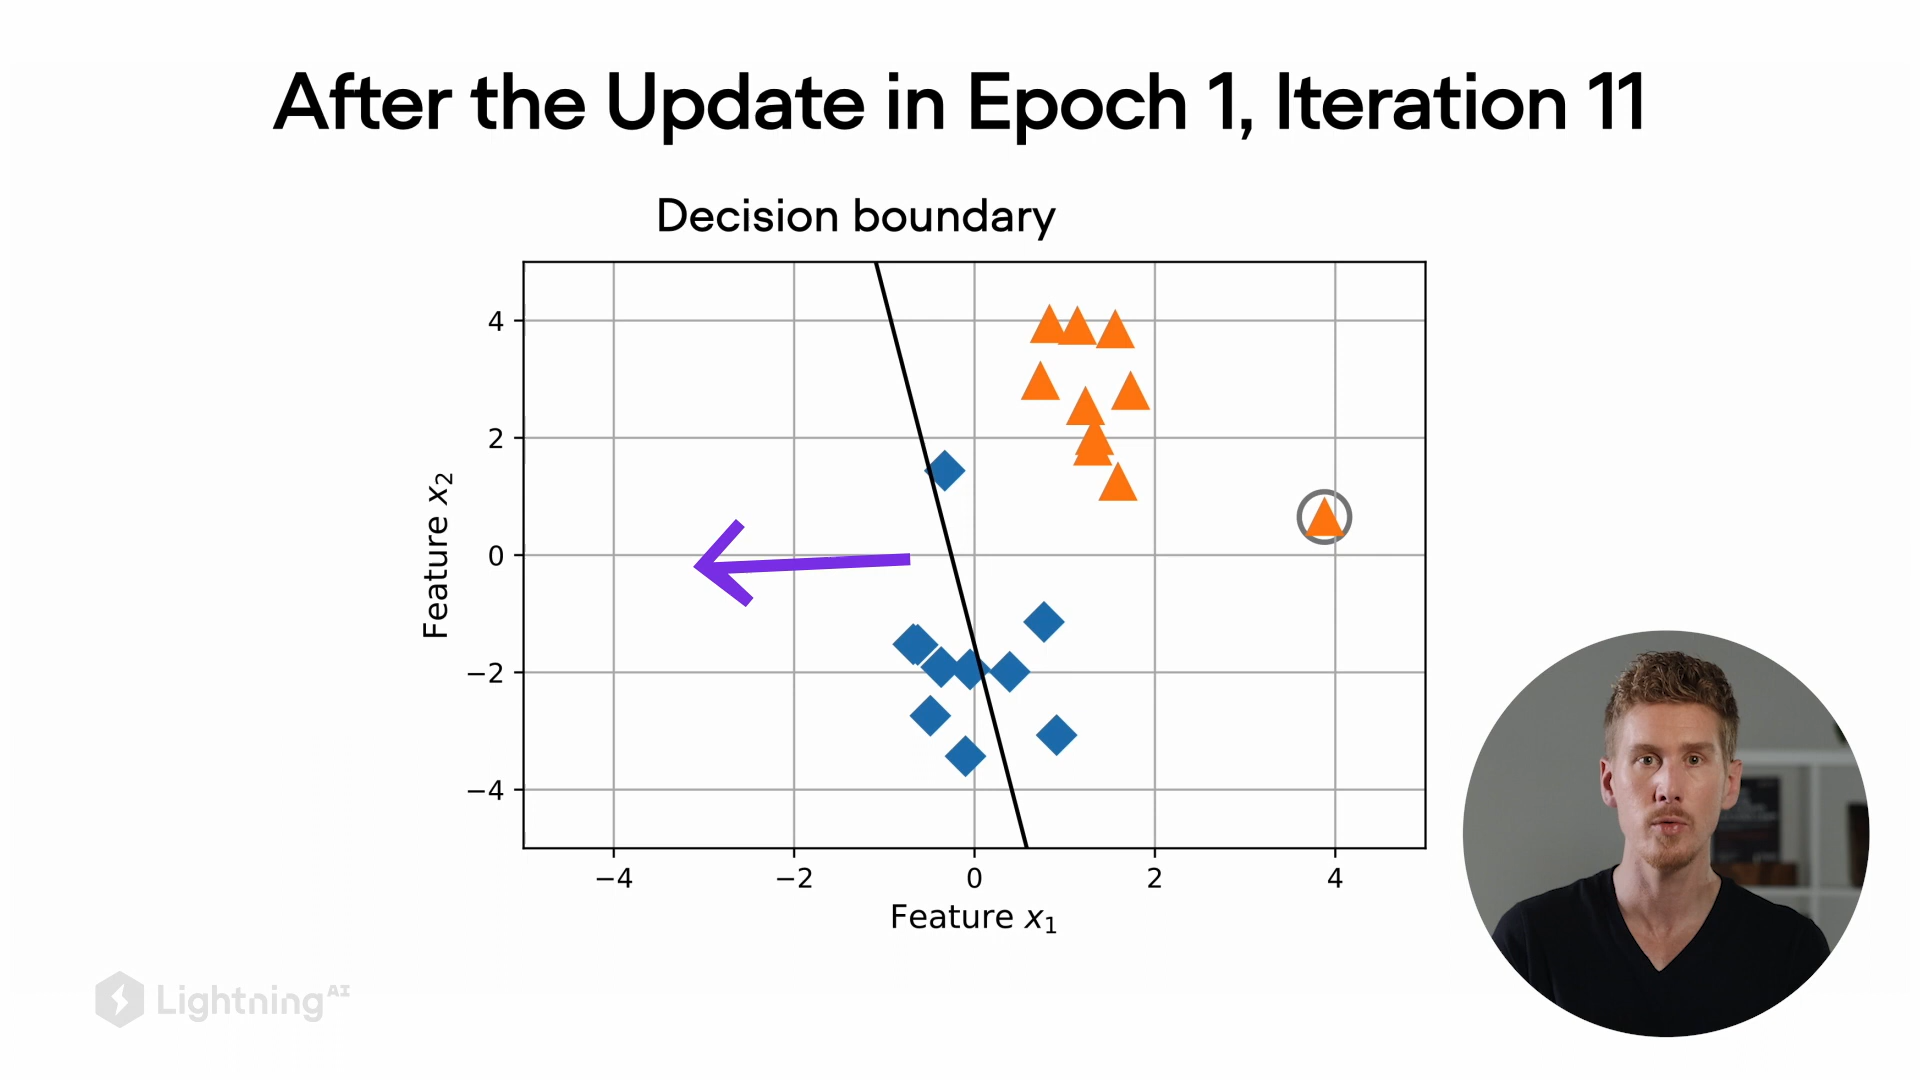 After the Update in Epoch 1, Iteration 11
Decision boundary
4
2
0
−2
−4
Feature x₂
−4 −2 0 2 4
Feature x₁
Lightning AI